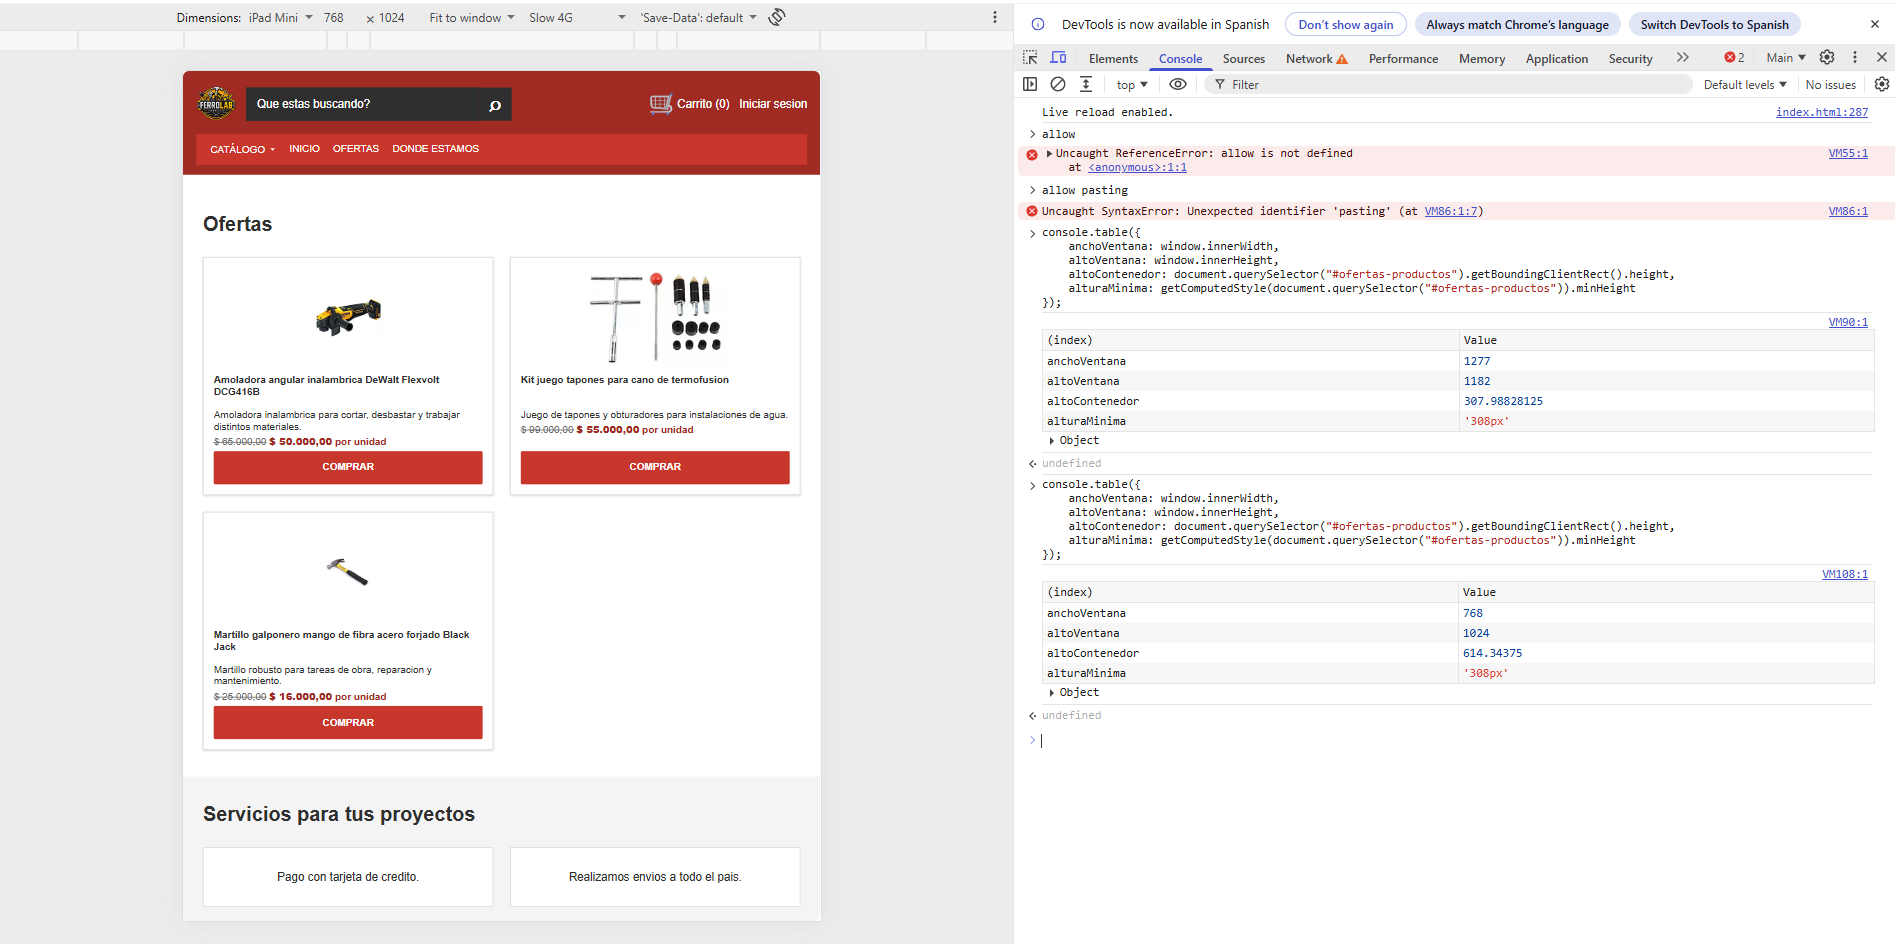 Dimensions: iPad Mini 768 × 1024 Fit to window Slow 4G 'Save-Data': default
FERROLAB
Que estas buscando?
Carrito (0) Iniciar sesion
CATÁLOGO INICIO OFERTAS DONDE ESTAMOS
Ofertas
Amoladora angular inalambrica DeWalt Flexvolt
DCG416B
Amoladora inalambrica para cortar, desbastar y trabajar
distintos materiales.
$ 65.000,00 $ 50.000,00 por unidad
COMPRAR
Kit juego tapones para cano de termofusion
Juego de tapones y obturadores para instalaciones de agua.
$ 99.000,00 $ 55.000,00 por unidad
COMPRAR
Martillo galponero mango de fibra acero forjado Black
Jack
Martillo robusto para tareas de obra, reparacion y
mantenimiento.
$ 25.000,00 $ 16.000,00 por unidad
COMPRAR
Servicios para tus proyectos
Pago con tarjeta de credito.
Realizamos envios a todo el pais.
DevTools is now available in Spanish Don't show again Always match Chrome's language Switch DevTools to Spanish
Elements Console Sources Network Performance Memory Application Security 2 Main
top Filter Default levels No issues
Live reload enabled. index.html:287
allow
Uncaught ReferenceError: allow is not defined VM55:1
at <anonymous>:1:1
allow pasting
Uncaught SyntaxError: Unexpected identifier 'pasting' (at VM86:1:7) VM86:1
console.table({
anchoVentana: window.innerWidth,
altoVentana: window.innerHeight,
altoContenedor: document.querySelector("#ofertas-productos").getBoundingClientRect().height,
alturaMinima: getComputedStyle(document.querySelector("#ofertas-productos")).minHeight
});
VM90:1
(index) Value
anchoVentana 1277
altoVentana 1182
altoContenedor 307.98828125
alturaMinima '308px'
Object
undefined
console.table({
anchoVentana: window.innerWidth,
altoVentana: window.innerHeight,
altoContenedor: document.querySelector("#ofertas-productos").getBoundingClientRect().height,
alturaMinima: getComputedStyle(document.querySelector("#ofertas-productos")).minHeight
});
VM108:1
(index) Value
anchoVentana 768
altoVentana 1024
altoContenedor 614.34375
alturaMinima '308px'
Object
undefined